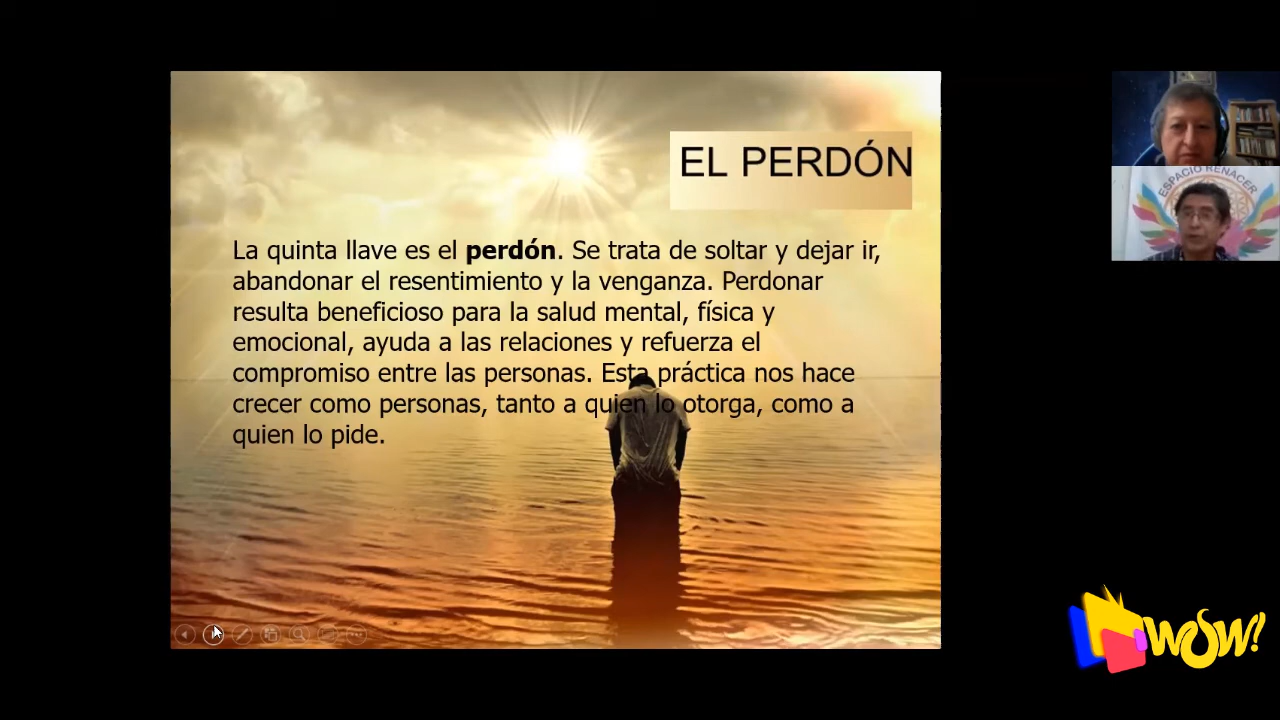 EL PERDÓN
La quinta llave es el perdón. Se trata de soltar y dejar ir,
abandonar el resentimiento y la venganza. Perdonar
resulta beneficioso para la salud mental, física y
emocional, ayuda a las relaciones y refuerza el
compromiso entre las personas. Esta práctica nos hace
crecer como personas, tanto a quien lo otorga, como a
quien lo pide.
ESPACIO RENACER
WOW!